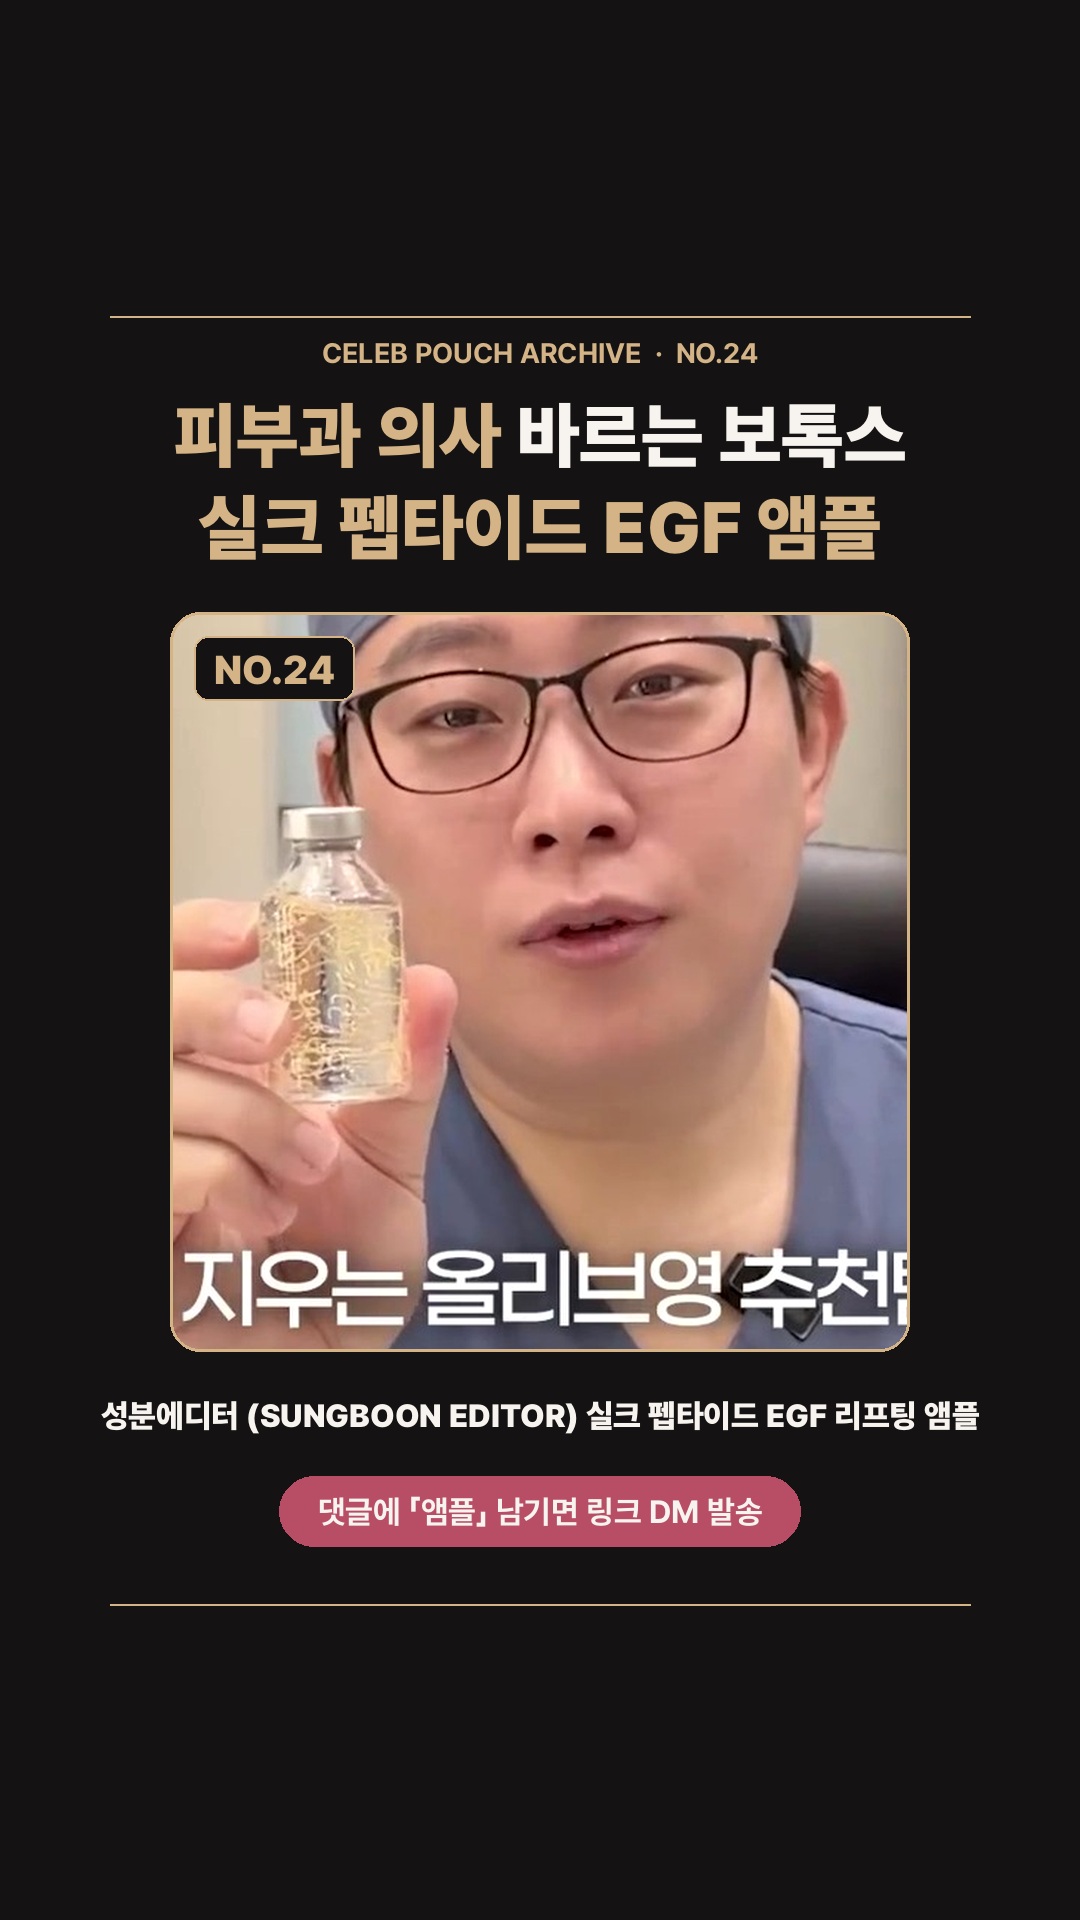 CELEB POUCH ARCHIVE · NO.24
피부과 의사 바르는 보톡스
실크 펩타이드 EGF 앰플
NO.24
지우는 올리브영 추천
성분에디터 (SUNGBOON EDITOR) 실크 펩타이드 EGF 리프팅 앰플
댓글에 「앰플」 남기면 링크 DM 발송